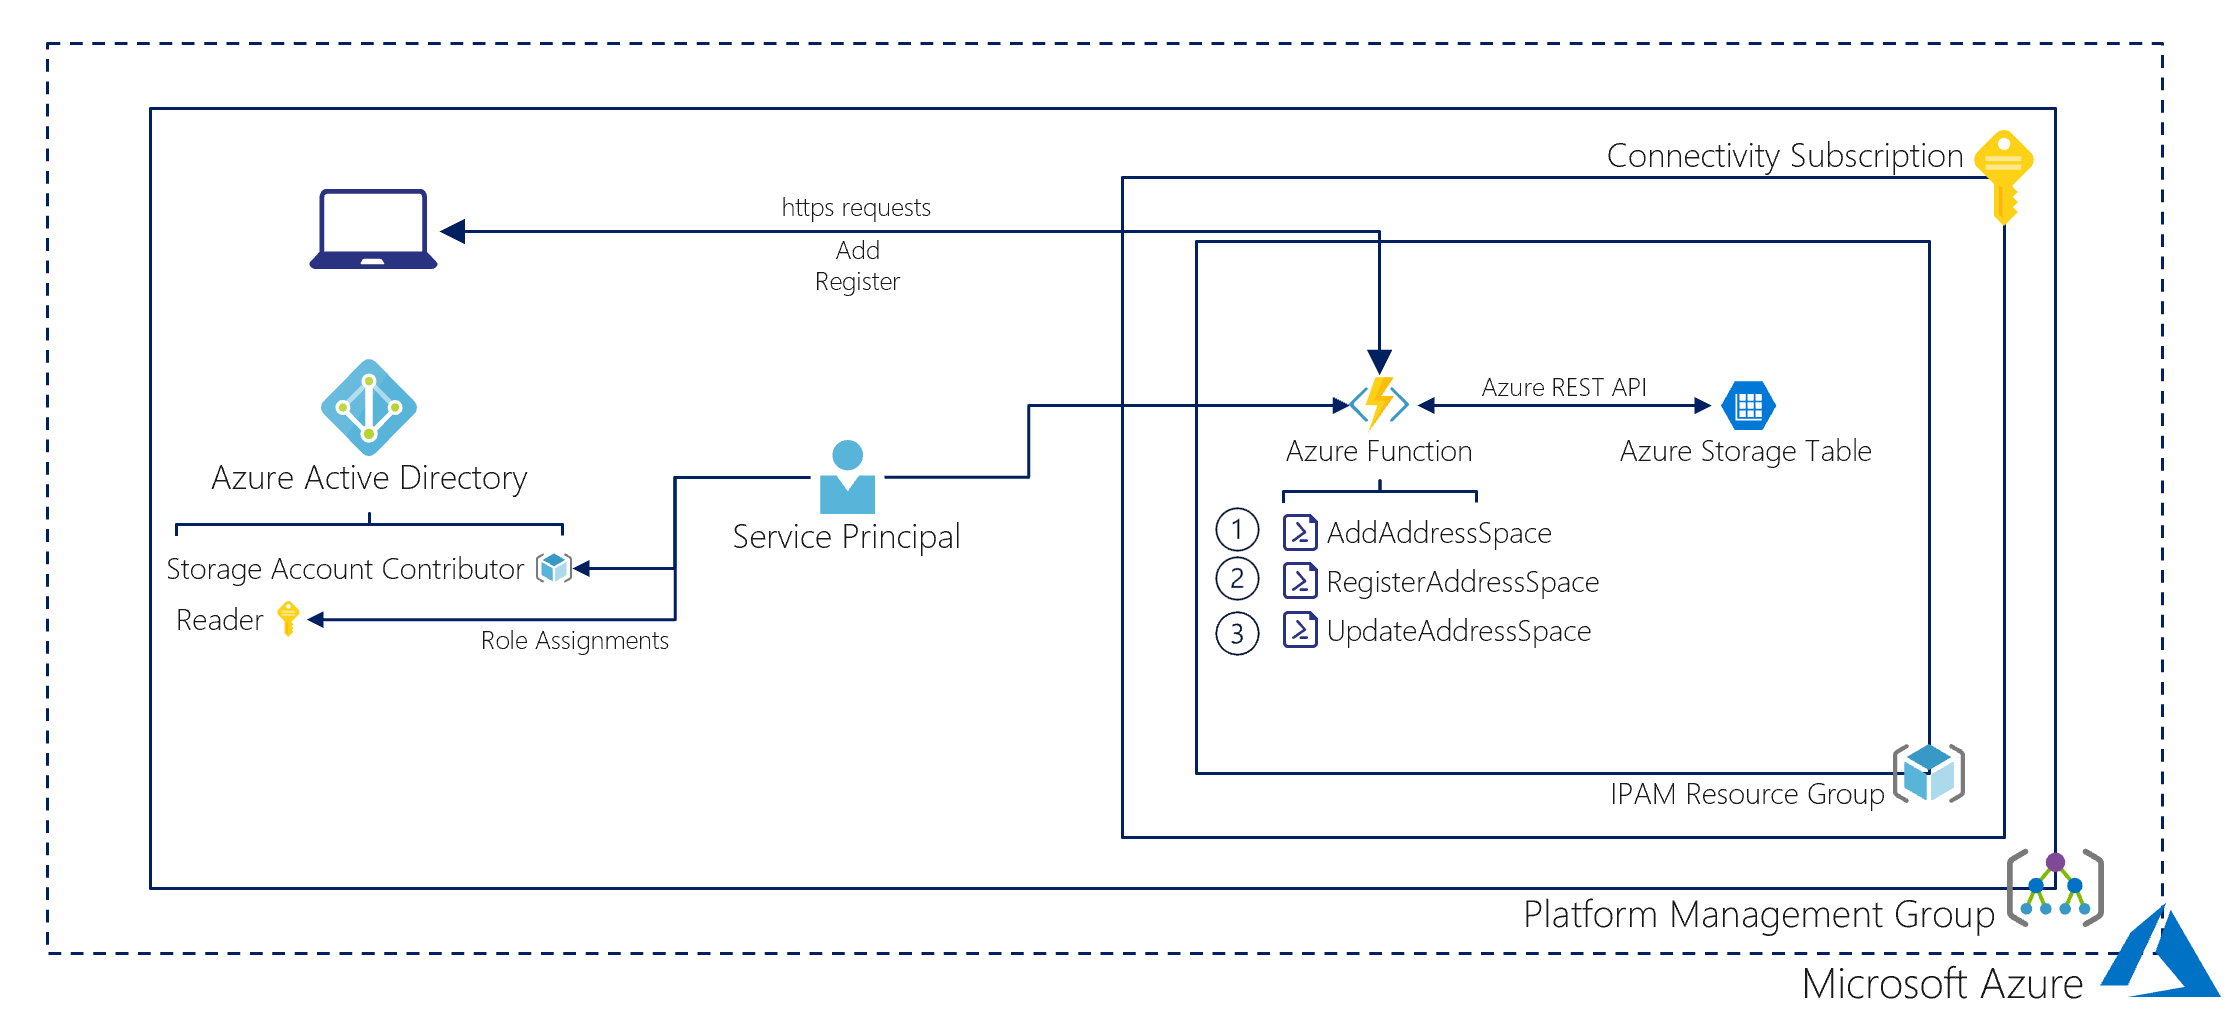 Connectivity Subscription
https requests
Add
Register
Azure REST API
Azure Function
Azure Storage Table
Azure Active Directory
Service Principal
1 AddAddressSpace
2 RegisterAddressSpace
3 UpdateAddressSpace
Storage Account Contributor
Reader
Role Assignments
IPAM Resource Group
Platform Management Group
Microsoft Azure